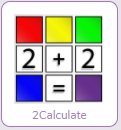 2 + 2
=
2Calculate